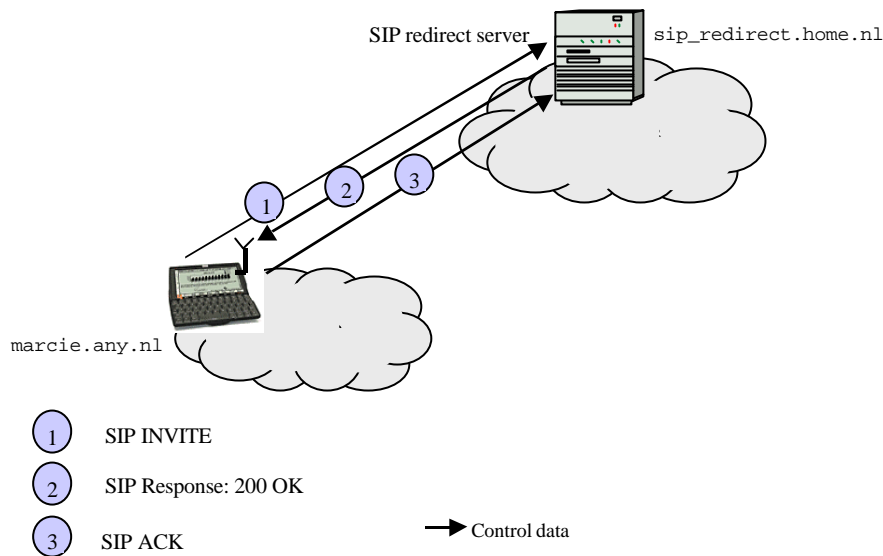 SIP redirect server
sip_redirect.home.nl
1
2
3
marcie.any.nl
1 SIP INVITE
2 SIP Response: 200 OK
3 SIP ACK
Control data